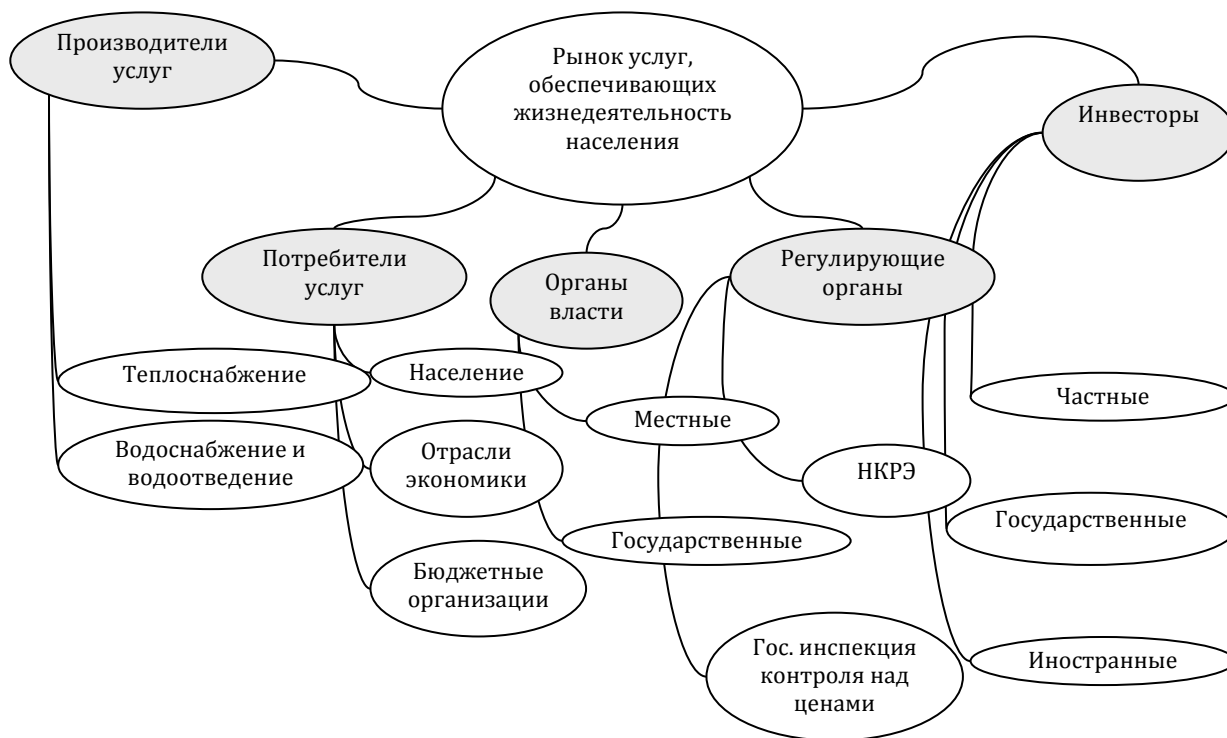 Производители
услуг
Рынок услуг,
обеспечивающих
жизнедеятельность
населения
Инвесторы
Потребители
услуг
Органы
власти
Регулирующие
органы
Теплоснабжение
Население
Частные
Местные
Водоснабжение и
водоотведение
Отрасли
экономики
НКРЭ
Государственные
Государственные
Бюджетные
организации
Гос. инспекция
контроля над
ценами
Иностранные